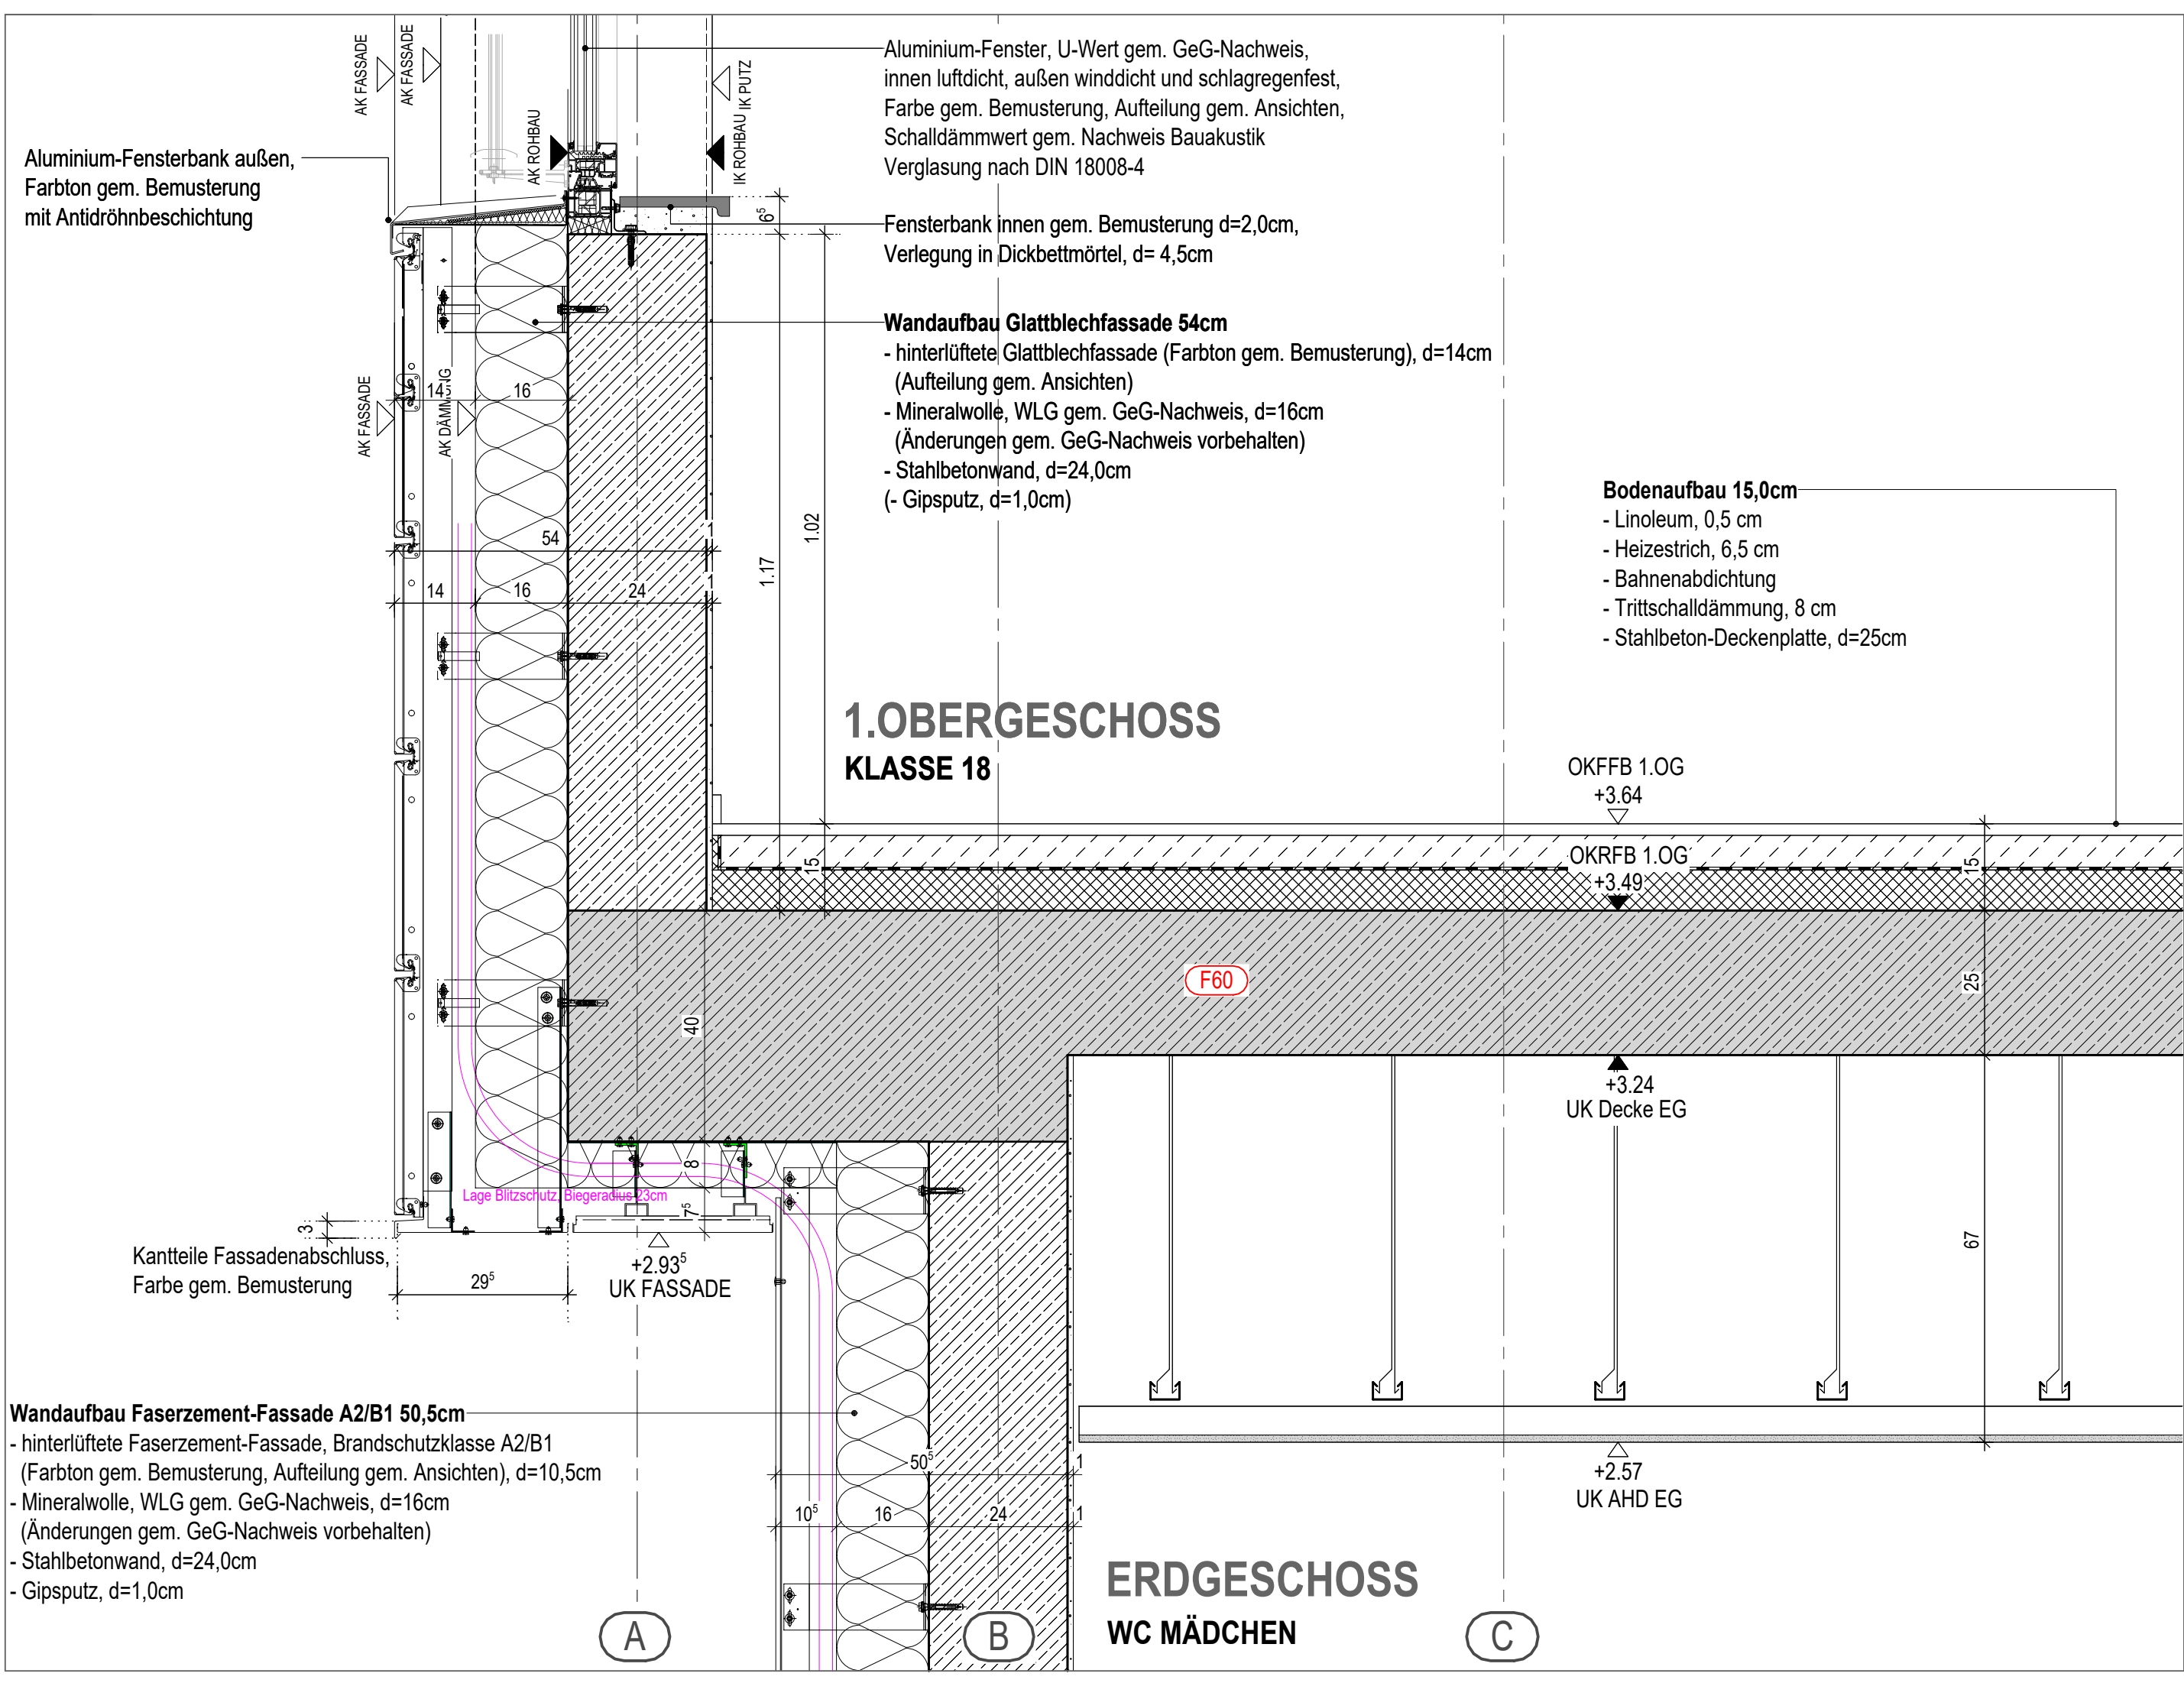 AK FASSADE
AK FASSADE
AK ROHBAU
IK ROHBAU
IK PUTZ
Aluminium-Fensterbank außen,
Farbton gem. Bemusterung
mit Antidröhnbeschichtung
Aluminium-Fenster, U-Wert gem. GeG-Nachweis,
innen luftdicht, außen winddicht und schlagregenfest,
Farbe gem. Bemusterung, Aufteilung gem. Ansichten,
Schalldämmwert gem. Nachweis Bauakustik
Verglasung nach DIN 18008-4
6⁵
Fensterbank innen gem. Bemusterung d=2,0cm,
Verlegung in Dickbettmörtel, d= 4,5cm
Wandaufbau Glattblechfassade 54cm
- hinterlüftete Glattblechfassade (Farbton gem. Bemusterung), d=14cm
(Aufteilung gem. Ansichten)
- Mineralwolle, WLG gem. GeG-Nachweis, d=16cm
(Änderungen gem. GeG-Nachweis vorbehalten)
- Stahlbetonwand, d=24,0cm
(- Gipsputz, d=1,0cm)
AK FASSADE
AK DÄMMUNG
14
16
54
1
14
16
24
1
1.17
1.02
15
Bodenaufbau 15,0cm
- Linoleum, 0,5 cm
- Heizestrich, 6,5 cm
- Bahnenabdichtung
- Trittschalldämmung, 8 cm
- Stahlbeton-Deckenplatte, d=25cm
1.OBERGESCHOSS
KLASSE 18
OKFFB 1.OG
+3.64
OKRFB 1.OG
+3.49
15
25
67
F60
40
8
7⁵
+3.24
UK Decke EG
Lage Blitzschutz, Biegeradius 23cm
3
Kantteile Fassadenabschluss,
Farbe gem. Bemusterung
29⁵
+2.93⁵
UK FASSADE
Wandaufbau Faserzement-Fassade A2/B1 50,5cm
- hinterlüftete Faserzement-Fassade, Brandschutzklasse A2/B1
(Farbton gem. Bemusterung, Aufteilung gem. Ansichten), d=10,5cm
- Mineralwolle, WLG gem. GeG-Nachweis, d=16cm
(Änderungen gem. GeG-Nachweis vorbehalten)
- Stahlbetonwand, d=24,0cm
- Gipsputz, d=1,0cm
50⁵
1
10⁵
16
24
1
+2.57
UK AHD EG
ERDGESCHOSS
WC MÄDCHEN
A
B
C